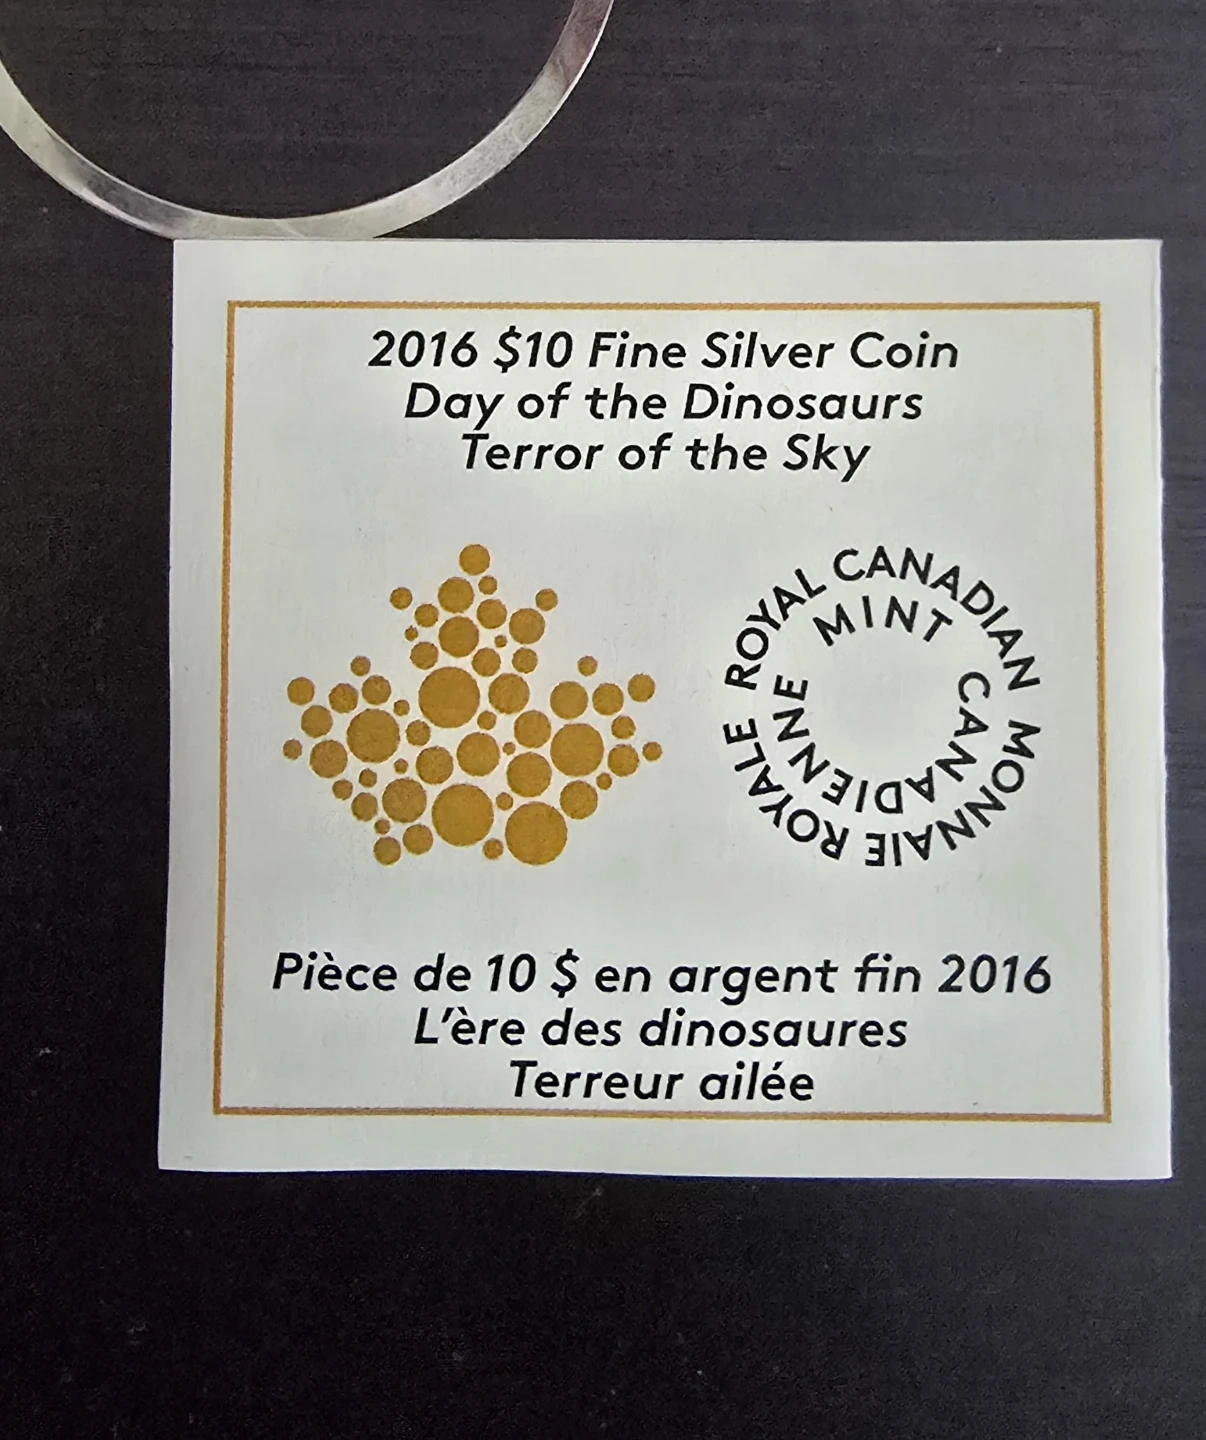 2016 $10 Fine Silver Coin
Day of the Dinosaurs
Terror of the Sky
ROYAL CANADIAN MINT
MONNAIE ROYALE CANADIENNE
Pièce de 10 $ en argent fin 2016
L'ère des dinosaures
Terreur ailée